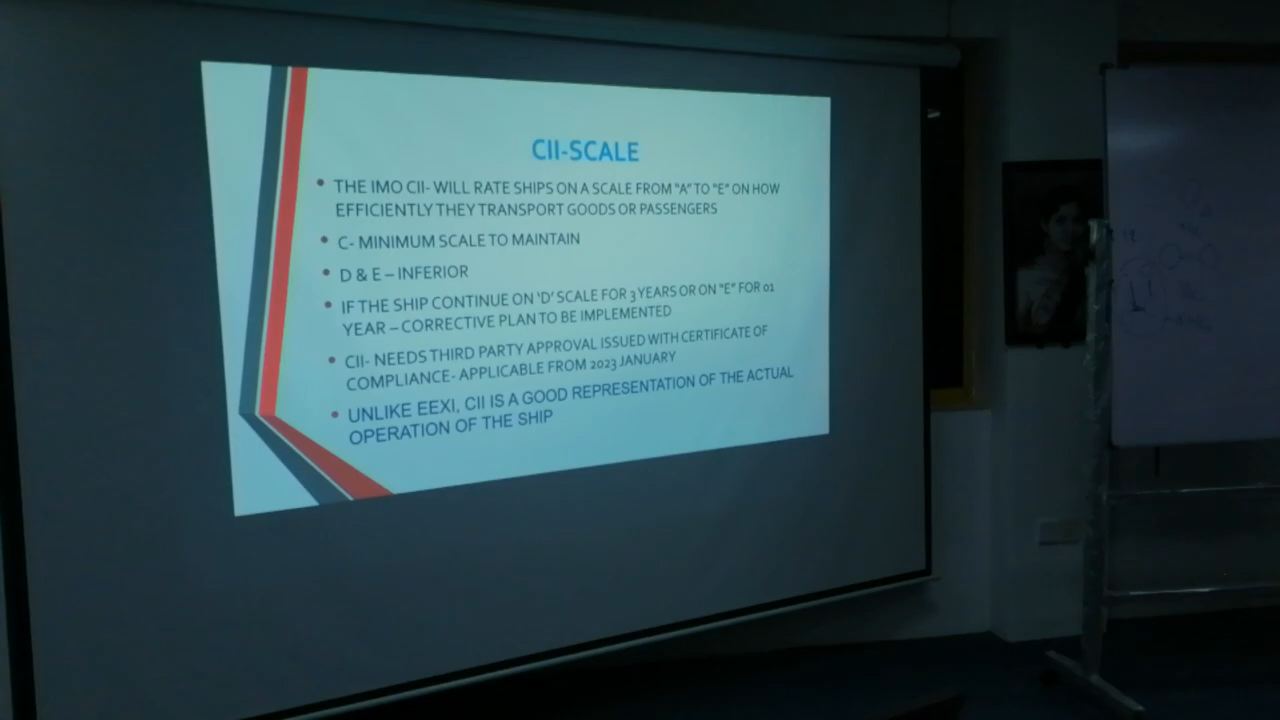 CII-SCALE
• THE IMO CII- WILL RATE SHIPS ON A SCALE FROM "A" TO "E" ON HOW
EFFICIENTLY THEY TRANSPORT GOODS OR PASSENGERS
• C- MINIMUM SCALE TO MAINTAIN
• D & E – INFERIOR
• IF THE SHIP CONTINUE ON 'D' SCALE FOR 3 YEARS OR ON "E" FOR 01
YEAR – CORRECTIVE PLAN TO BE IMPLEMENTED
• CII- NEEDS THIRD PARTY APPROVAL ISSUED WITH CERTIFICATE OF
COMPLIANCE- APPLICABLE FROM 2023 JANUARY
• UNLIKE EEXI, CII IS A GOOD REPRESENTATION OF THE ACTUAL
OPERATION OF THE SHIP